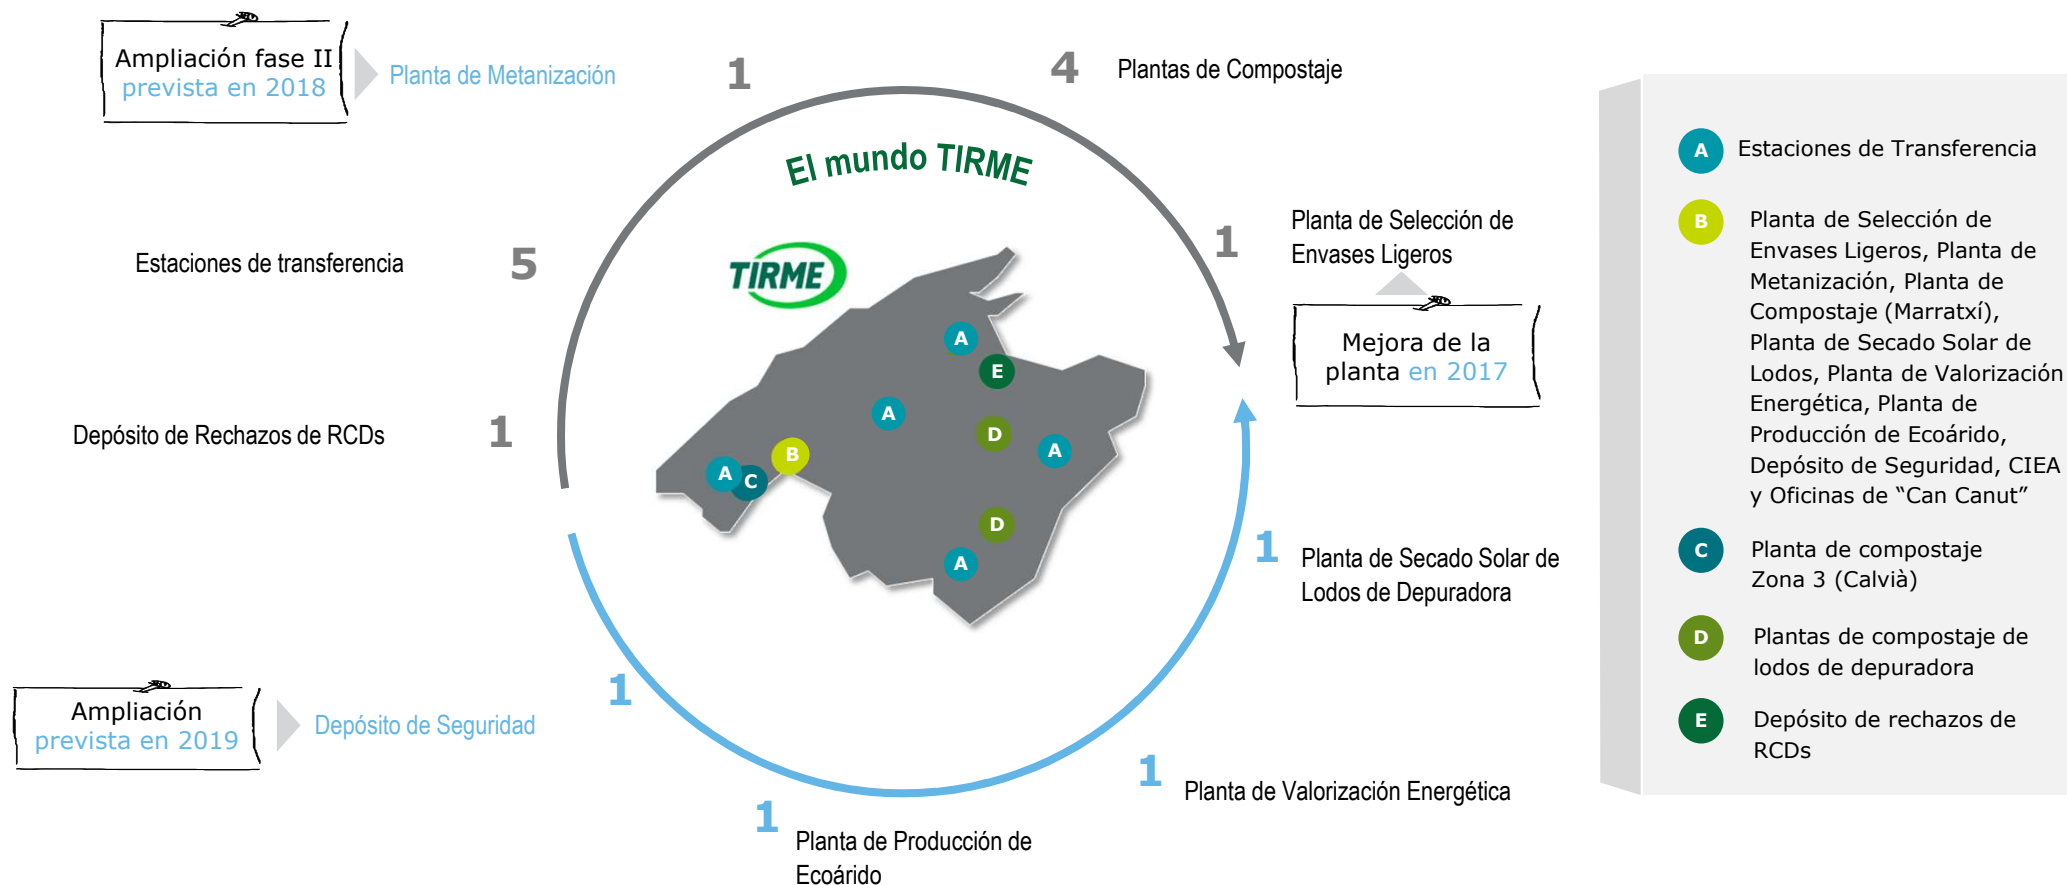 Ampliación fase II
prevista en 2018
Planta de Metanización
1
4
Plantas de Compostaje
El mundo TIRME
TIRME
Estaciones de transferencia
5
1
Planta de Selección de
Envases Ligeros
Mejora de la
planta en 2017
Depósito de Rechazos de RCDs
1
A
E
A
D
A
B
A
C
D
A
1
Planta de Secado Solar de
Lodos de Depuradora
Ampliación
prevista en 2019
Depósito de Seguridad
1
1
Planta de Valorización Energética
1
Planta de Producción de
Ecoárido
A
Estaciones de Transferencia
B
Planta de Selección de
Envases Ligeros, Planta de
Metanización, Planta de
Compostaje (Marratxí),
Planta de Secado Solar de
Lodos, Planta de Valorización
Energética, Planta de
Producción de Ecoárido,
Depósito de Seguridad, CIEA
y Oficinas de “Can Canut”
C
Planta de compostaje
Zona 3 (Calvià)
D
Plantas de compostaje de
lodos de depuradora
E
Depósito de rechazos de
RCDs